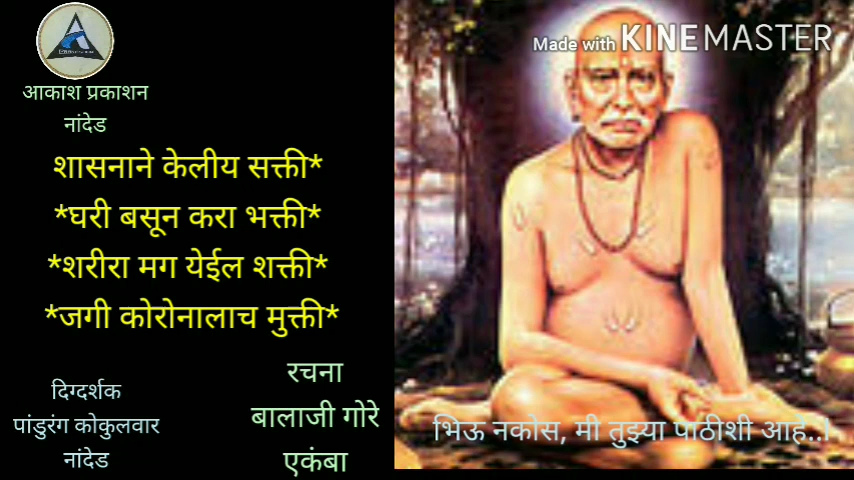 आकाश प्रकाशन
नांदेड
शासनाने केलीय सक्ती*
*घरी बसून करा भक्ती*
*शरीरा मग येईल शक्ती*
*जगी कोरोनालाच मुक्ती*
दिग्दर्शक
पांडुरंग कोकुलवार
नांदेड
रचना
बालाजी गोरे
एकंबा
Made with KINEMASTER
भिऊ नकोस, मी तुझ्या पाठीशी आहे..!